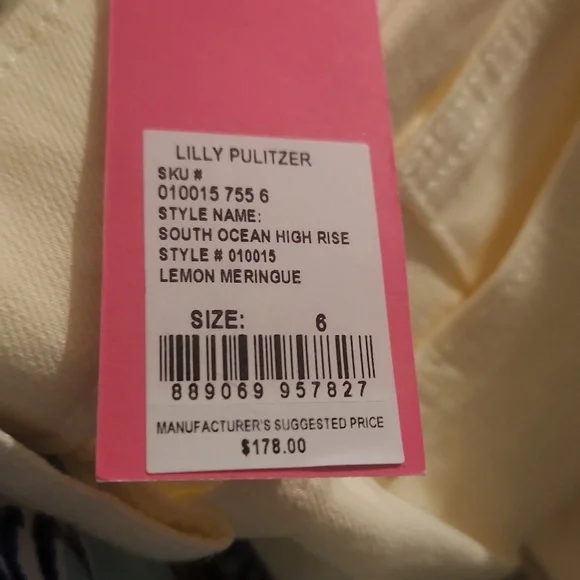 LILLY PULITZER
SKU #
010015 755 6
STYLE NAME:
SOUTH OCEAN HIGH RISE
STYLE # 010015
LEMON MERINGUE
SIZE: 6
889069 957827
MANUFACTURER'S SUGGESTED PRICE
$178.00